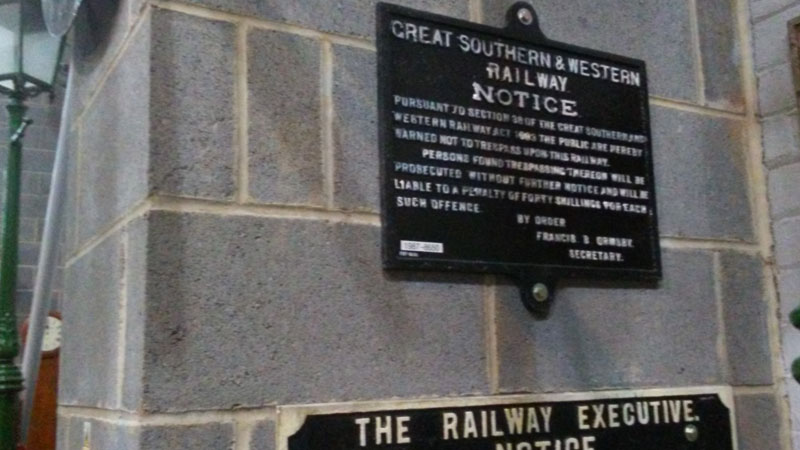 GREAT SOUTHERN & WESTERN
RAILWAY
NOTICE
PURSUANT TO SECTION 38 OF THE GREAT SOUTHERN AND
WESTERN RAILWAY ACT THE PUBLIC ARE HEREBY
WARNED NOT TO TRESPASS UPON THIS RAILWAY.
PERSONS FOUND TRESPASSING THEREON WILL BE
PROSECUTED WITHOUT FURTHER NOTICE AND WILL BE
LIABLE TO A PENALTY OF FORTY SHILLINGS FOR EACH
SUCH OFFENCE.
BY ORDER
FRANCIS. B. ORMSBY.
SECRETARY.
THE RAILWAY EXECUTIVE.
NOTICE